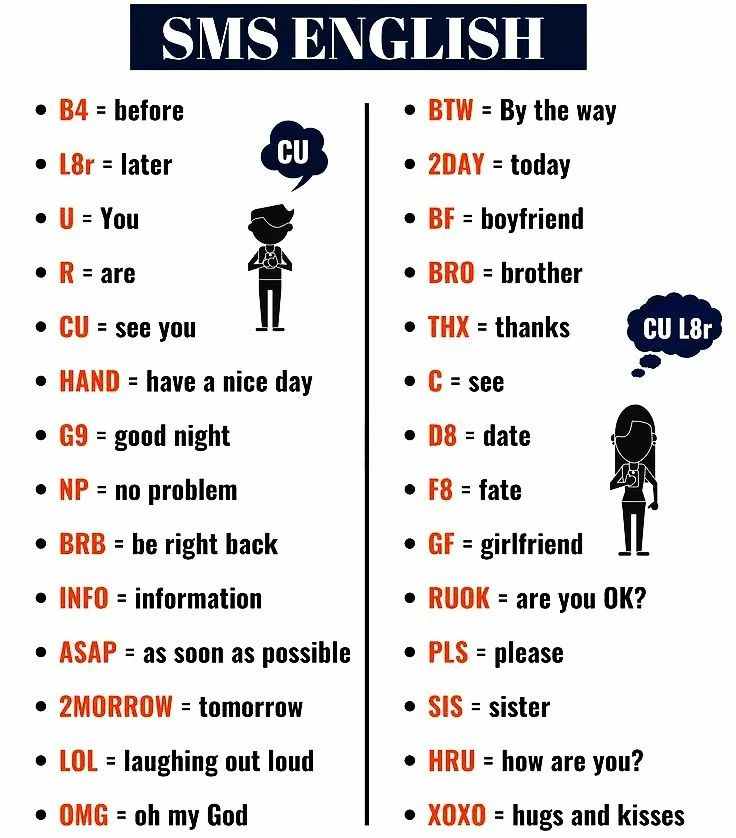 SMS ENGLISH
B4 = before
L8r = later
U = You
R = are
CU = see you
HAND = have a nice day
G9 = good night
NP = no problem
BRB = be right back
INFO = information
ASAP = as soon as possible
2MORROW = tomorrow
LOL = laughing out loud
OMG = oh my God
CU
BTW = By the way
2DAY = today
BF = boyfriend
BRO = brother
THX = thanks
C = see
D8 = date
F8 = fate
GF = girlfriend
RUOK = are you OK?
PLS = please
SIS = sister
HRU = how are you?
XOXO = hugs and kisses
CU L8r